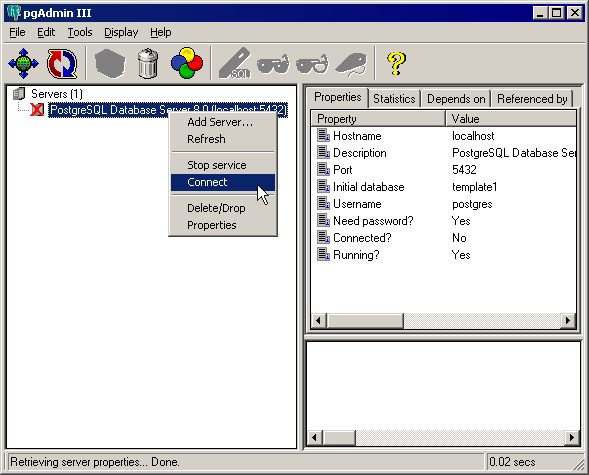 pgAdmin III
File Edit Tools Display Help
SQL
Servers (1)
PostgreSQL Database Server 8.0 (localhost:5432)
Add Server...
Refresh
Stop service
Connect
Delete/Drop
Properties
Properties Statistics Depends on Referenced by
Property Value
Hostname localhost
Description PostgreSQL Database Ser
Port 5432
Initial database template1
Username postgres
Need password? Yes
Connected? No
Running? Yes
Retrieving server properties... Done. 0.02 secs